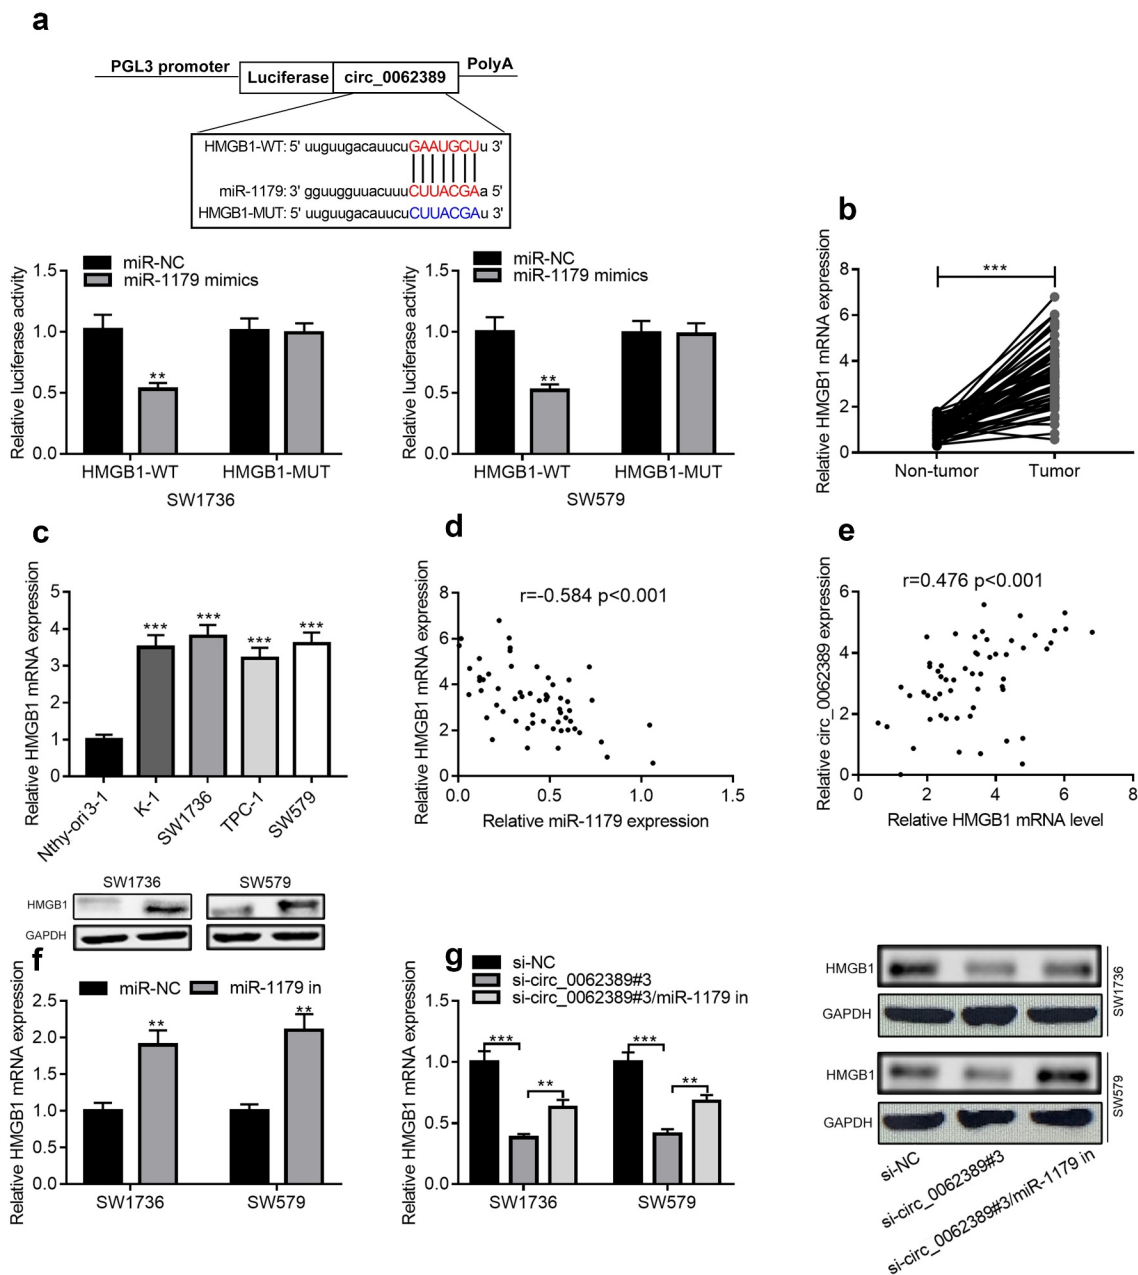 a
PGL3 promoter
Luciferase
circ_0062389
PolyA
HMGB1-WT: 5' uuguugacauucuGAAUGCUu 3'
miR-1179: 3' gguugguuacuuuCUUACGAa 5'
HMGB1-MUT: 5' uuguugacauucuCUUACGAu 3'
Relative luciferase activity
miR-NC
miR-1179 mimics
1.5
1.0
0.5
0.0
**
HMGB1-WT
HMGB1-MUT
SW1736
Relative luciferase activity
miR-NC
miR-1179 mimics
1.5
1.0
0.5
0.0
**
HMGB1-WT
HMGB1-MUT
SW579
b
Relative HMGB1 mRNA expression
8
6
4
2
0
***
Non-tumor
Tumor
c
Relative HMGB1 mRNA expression
5
4
3
2
1
0
***
***
***
***
Nthy-ori 3-1
K-1
SW1736
TPC-1
SW579
d
Relative HMGB1 mRNA expression
8
6
4
2
0
r=-0.584 p<0.001
0.0
0.5
1.0
1.5
Relative miR-1179 expression
e
Relative circ_0062389 expression
6
4
2
0
r=0.476 p<0.001
0
2
4
6
8
Relative HMGB1 mRNA level
SW1736
SW579
HMGB1
GAPDH
f
Relative HMGB1 mRNA expression
miR-NC
miR-1179 in
2.5
2.0
1.5
1.0
0.5
0.0
**
**
SW1736
SW579
g
Relative HMGB1 mRNA expression
si-NC
si-circ_0062389#3
si-circ_0062389#3/miR-1179 in
1.5
1.0
0.5
0.0
***
**
***
**
SW1736
SW579
HMGB1
GAPDH
SW1736
HMGB1
GAPDH
SW579
si-NC
si-circ_0062389#3
si-circ_0062389#3/miR-1179 in